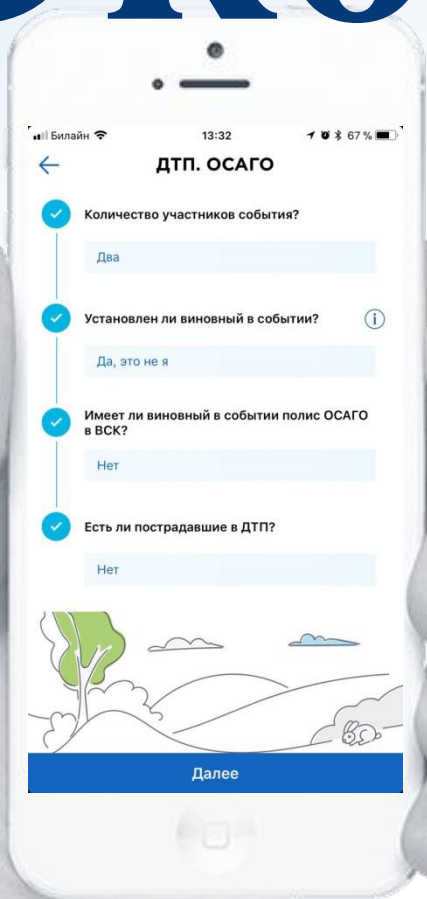 Билайн 13:32 67 %
ДТП. ОСАГО
Количество участников события?
Два
Установлен ли виновный в событии?
Да, это не я
Имеет ли виновный в событии полис ОСАГО
в ВСК?
Нет
Есть ли пострадавшие в ДТП?
Нет
Далее